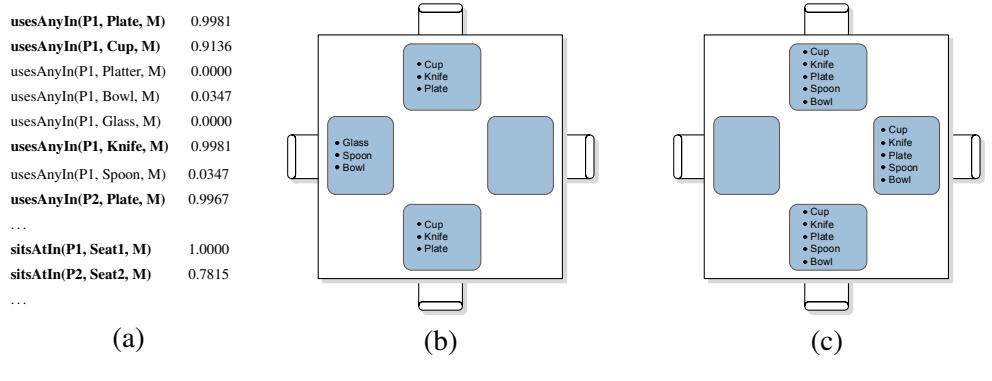 usesAnyIn(P1, Plate, M) 0.9981
usesAnyIn(P1, Cup, M) 0.9136
usesAnyIn(P1, Platter, M) 0.0000
usesAnyIn(P1, Bowl, M) 0.0347
usesAnyIn(P1, Glass, M) 0.0000
usesAnyIn(P1, Knife, M) 0.9981
usesAnyIn(P1, Spoon, M) 0.0347
usesAnyIn(P2, Plate, M) 0.9967
...
sitsAtIn(P1, Seat1, M) 1.0000
sitsAtIn(P2, Seat2, M) 0.7815
...
(a)
• Cup
• Knife
• Plate
• Glass
• Spoon
• Bowl
• Cup
• Knife
• Plate
(b)
• Cup
• Knife
• Plate
• Spoon
• Bowl
• Cup
• Knife
• Plate
• Spoon
• Bowl
• Cup
• Knife
• Plate
• Spoon
• Bowl
(c)